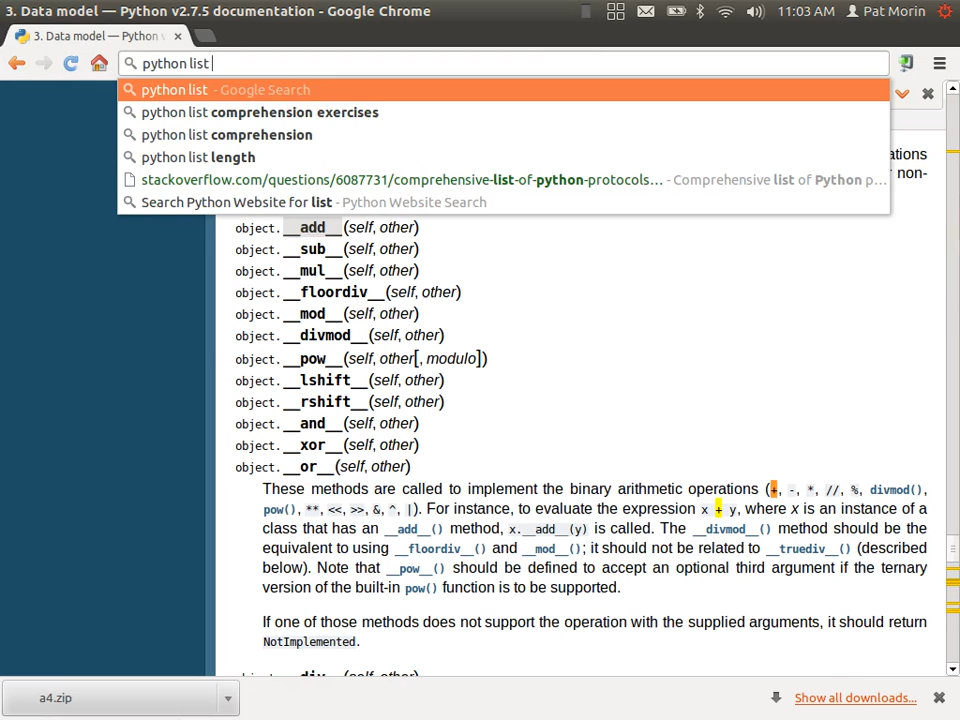 3. Data model — Python v2.7.5 documentation - Google Chrome
11:03 AM Pat Morin
3. Data model — Python
python list
python list - Google Search
python list comprehension exercises
python list comprehension
python list length
stackoverflow.com/questions/6087731/comprehensive-list-of-python-protocols... - Comprehensive list of Python p...
Search Python Website for list - Python Website Search
ations
non-
object.__add__(self, other)
object.__sub__(self, other)
object.__mul__(self, other)
object.__floordiv__(self, other)
object.__mod__(self, other)
object.__divmod__(self, other)
object.__pow__(self, other[, modulo])
object.__lshift__(self, other)
object.__rshift__(self, other)
object.__and__(self, other)
object.__xor__(self, other)
object.__or__(self, other)
These methods are called to implement the binary arithmetic operations (+, -, *, //, %, divmod(),
pow(), **, <<, >>, &, ^, |). For instance, to evaluate the expression x + y, where x is an instance of a
class that has an __add__() method, x.__add__(y) is called. The __divmod__() method should be the
equivalent to using __floordiv__() and __mod__(); it should not be related to __truediv__() (described
below). Note that __pow__() should be defined to accept an optional third argument if the ternary
version of the built-in pow() function is to be supported.
If one of those methods does not support the operation with the supplied arguments, it should return
NotImplemented.
a4.zip
Show all downloads...